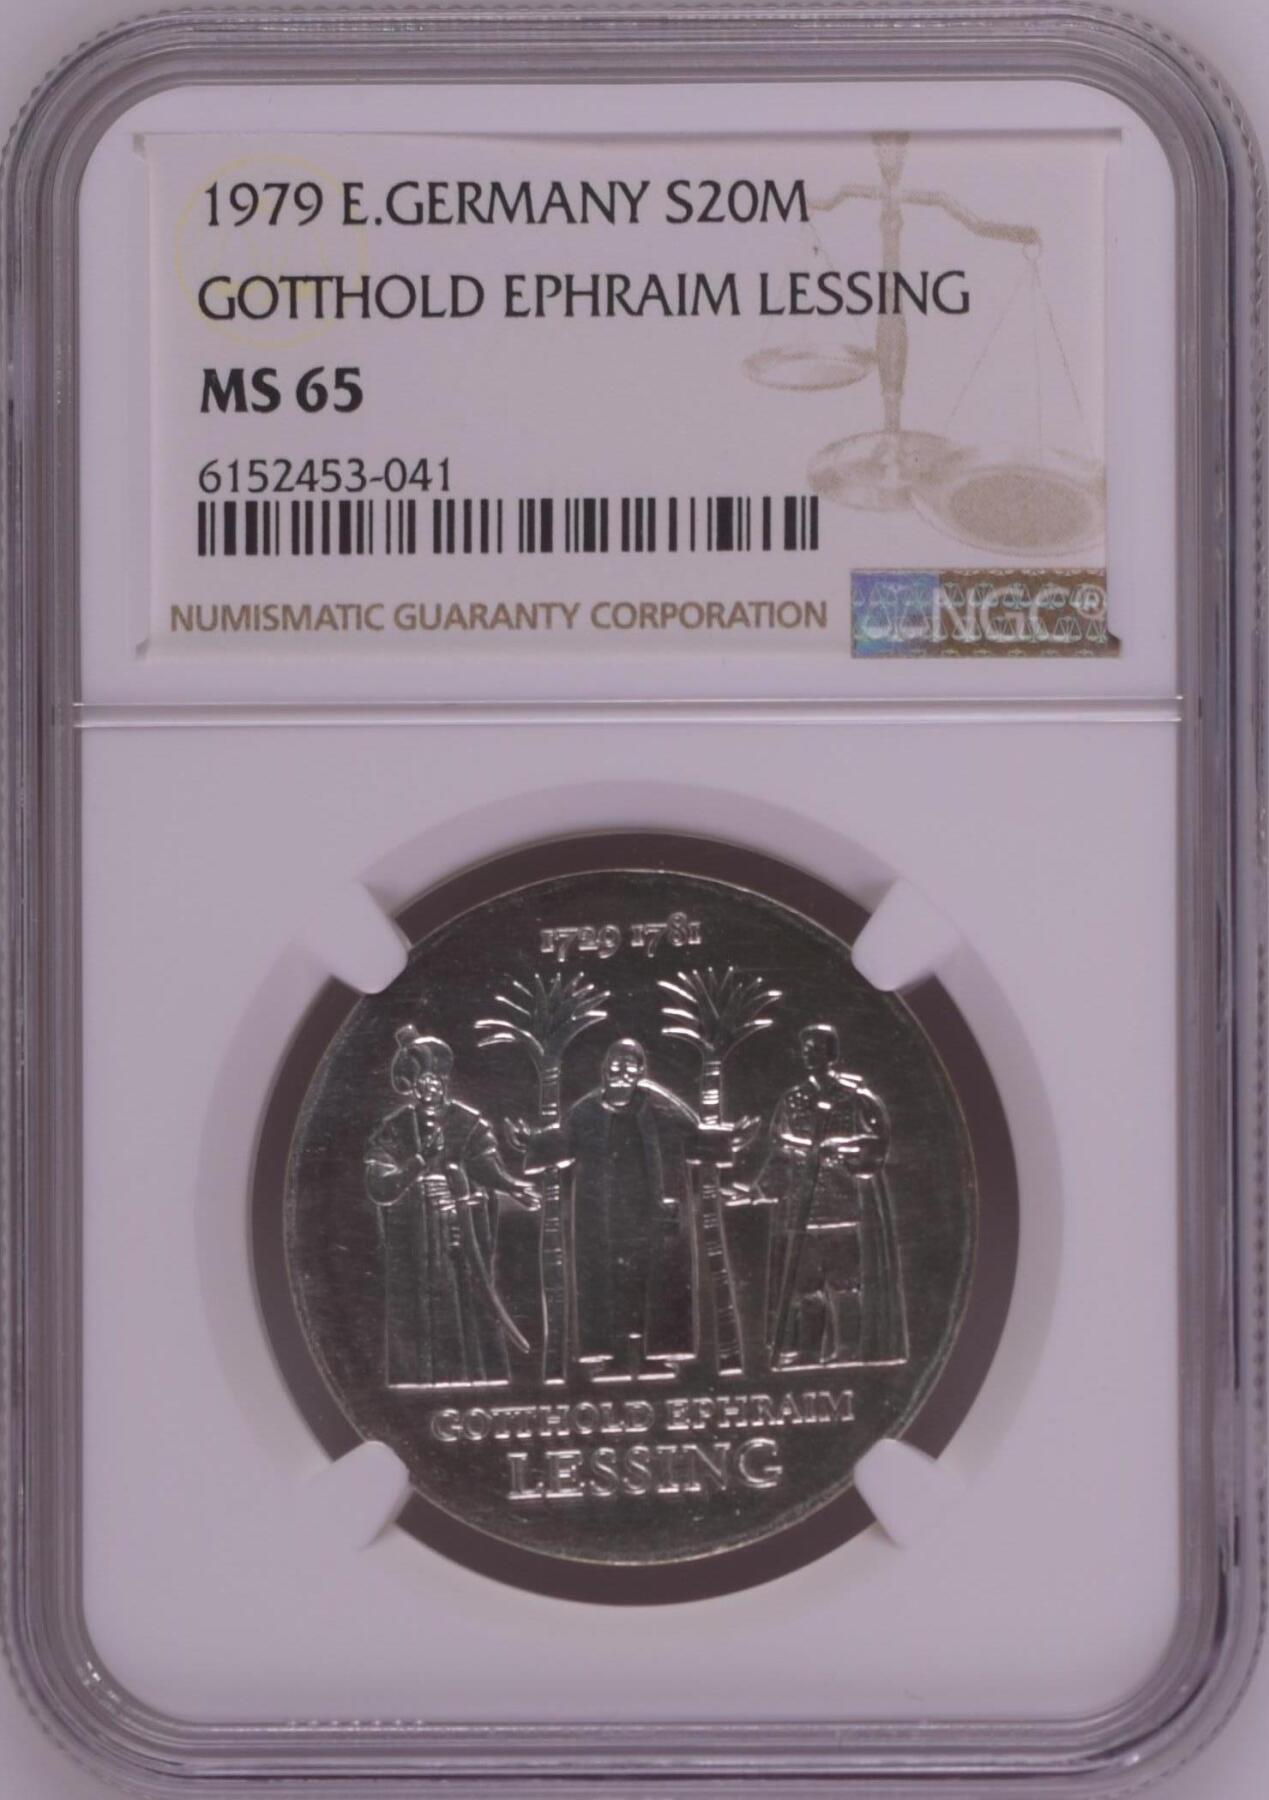 1979 E.GERMANY S20M
GOTTHOLD EPHRAIM LESSING
MS 65
6152453-041
NUMISMATIC GUARANTY CORPORATION
NGC®
1729 1781
GOTTHOLD EPHRAIM
LESSING